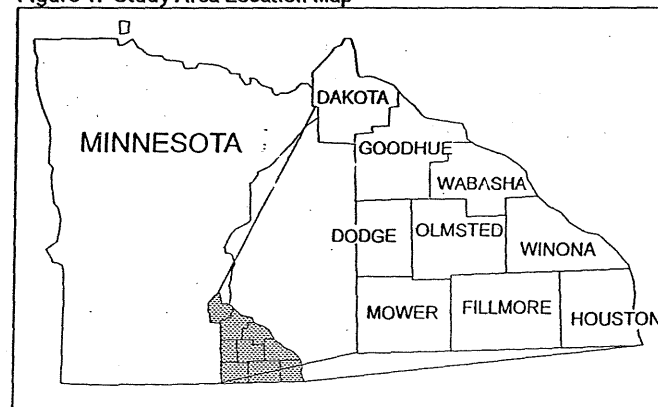 Figure 1. Study Area Location Map
DAKOTA
MINNESOTA
GOODHUE
WABASHA
DODGE
OLMSTED
WINONA
MOWER
FILLMORE
HOUSTON